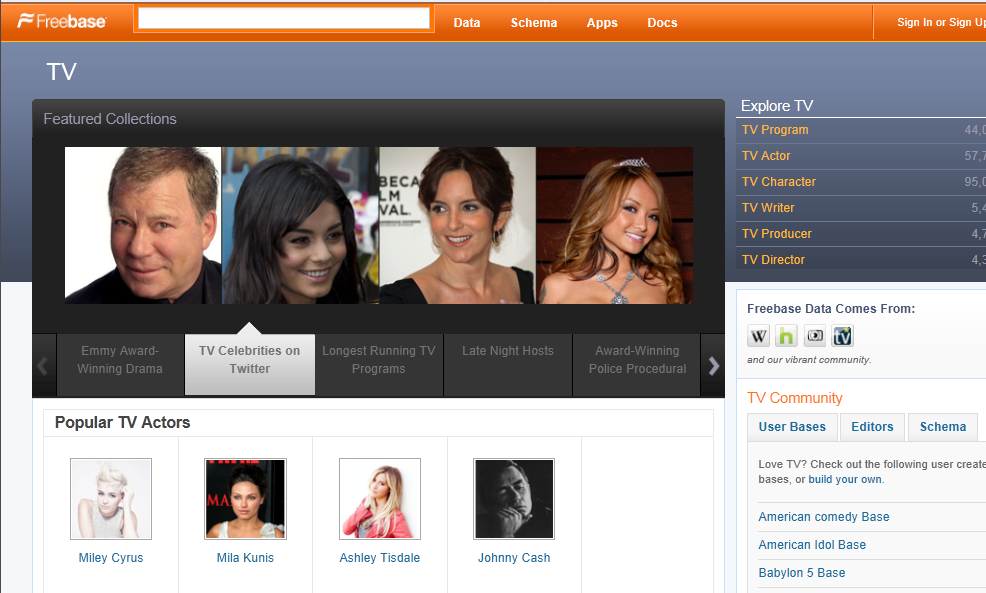 Freebase
Data
Schema
Apps
Docs
Sign In or Sign Up
TV
Featured Collections
BECA
LM
VAL.
Emmy Award-
Winning Drama
TV Celebrities on
Twitter
Longest Running TV
Programs
Late Night Hosts
Award-Winning
Police Procedural
Popular TV Actors
Miley Cyrus
Mila Kunis
Ashley Tisdale
Johnny Cash
Explore TV
TV Program 44,0
TV Actor 57,7
TV Character 95,0
TV Writer 5,4
TV Producer 4,7
TV Director 4,3
Freebase Data Comes From:
W h tv
and our vibrant community.
TV Community
User Bases
Editors
Schema
Love TV? Check out the following user create
bases, or build your own.
American comedy Base
American Idol Base
Babylon 5 Base